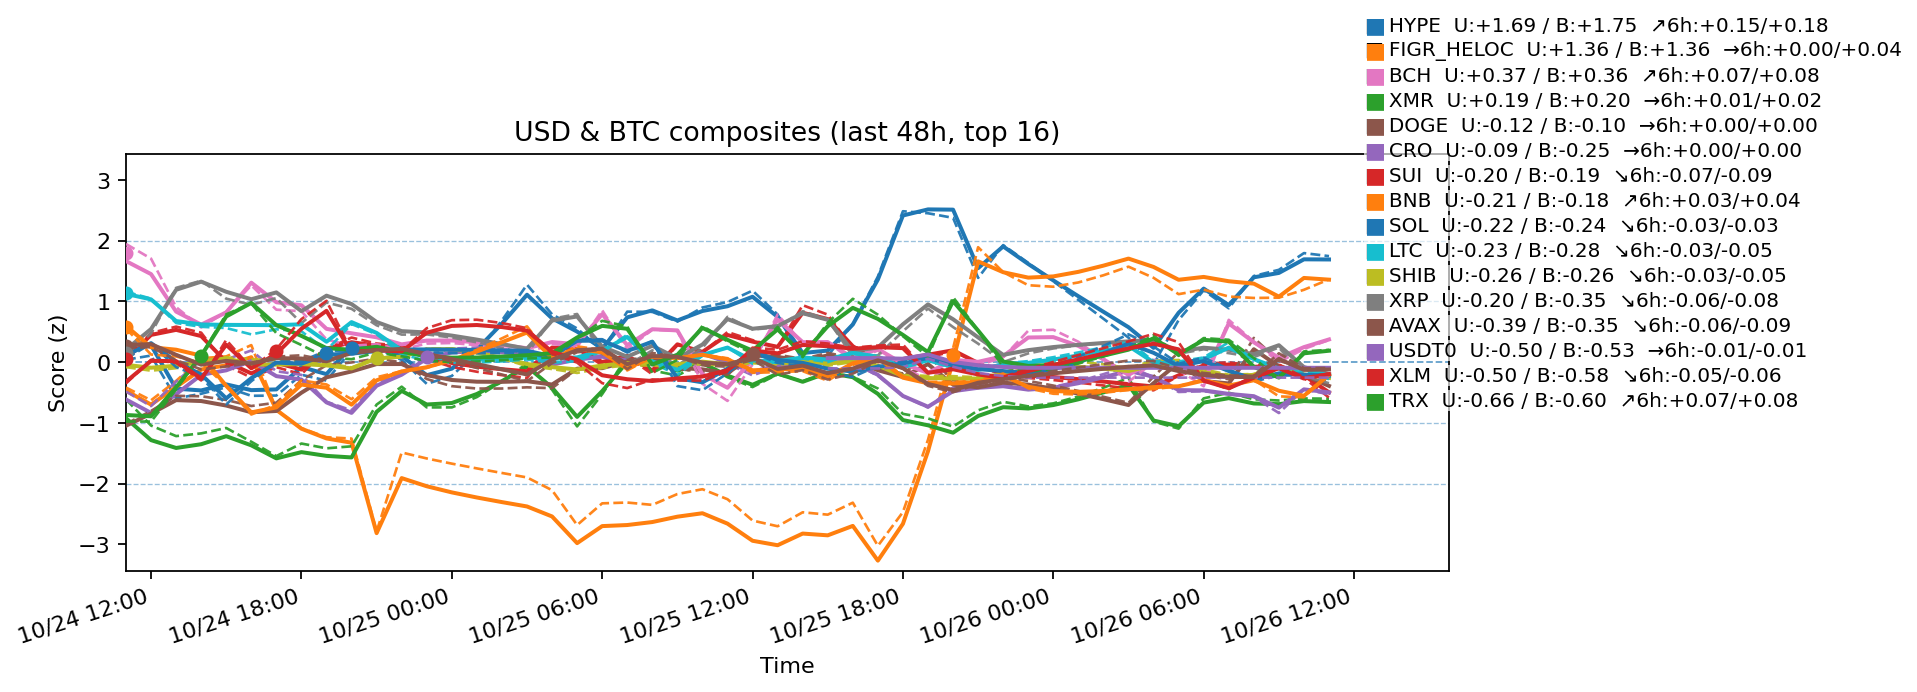 HYPE  U:+1.69 / B:+1.75  ↗6h:+0.15/+0.18
FIGR_HELOC  U:+1.36 / B:+1.36  →6h:+0.00/+0.04
BCH  U:+0.37 / B:+0.36  ↗6h:+0.07/+0.08
XMR  U:+0.19 / B:+0.20  →6h:+0.01/+0.02
DOGE  U:-0.12 / B:-0.10  →6h:+0.00/+0.00
CRO  U:-0.09 / B:-0.25  →6h:+0.00/+0.00
SUI  U:-0.20 / B:-0.19  ↘6h:-0.07/-0.09
BNB  U:-0.21 / B:-0.18  ↗6h:+0.03/+0.04
SOL  U:-0.22 / B:-0.24  ↘6h:-0.03/-0.03
LTC  U:-0.23 / B:-0.28  ↘6h:-0.03/-0.05
SHIB  U:-0.26 / B:-0.26  ↘6h:-0.03/-0.05
XRP  U:-0.20 / B:-0.35  ↘6h:-0.06/-0.08
AVAX  U:-0.39 / B:-0.35  ↘6h:-0.06/-0.09
USDT0  U:-0.50 / B:-0.53  →6h:-0.01/-0.01
XLM  U:-0.50 / B:-0.58  ↘6h:-0.05/-0.06
TRX  U:-0.66 / B:-0.60  ↗6h:+0.07/+0.08
USD & BTC composites (last 48h, top 16)
Score (z)
3
2
1
0
−1
−2
−3
10/24 12:00
10/24 18:00
10/25 00:00
10/25 06:00
10/25 12:00
10/25 18:00
10/26 00:00
10/26 06:00
10/26 12:00
Time